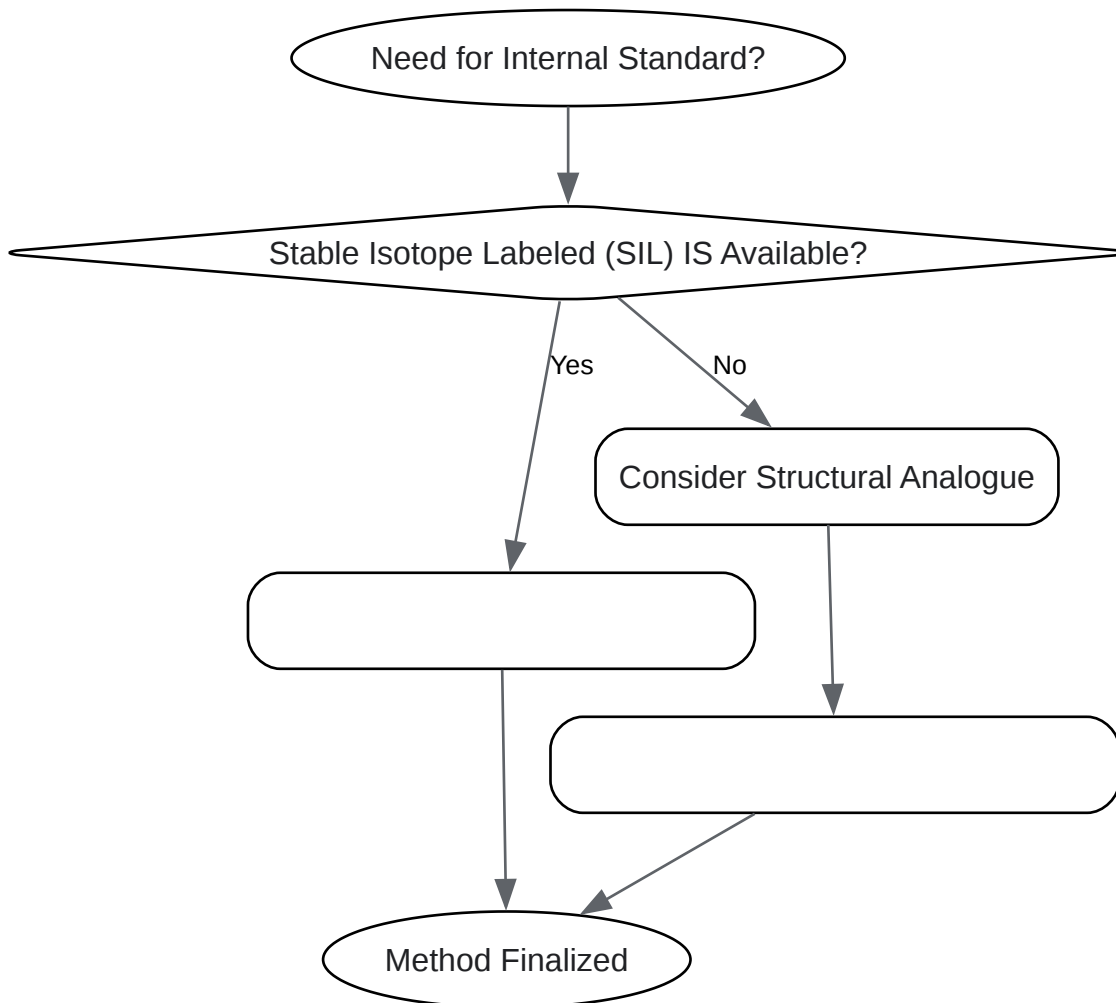 Need for Internal Standard?
Stable Isotope Labeled (SIL) IS Available?
Yes
No
Consider Structural Analogue
Method Finalized